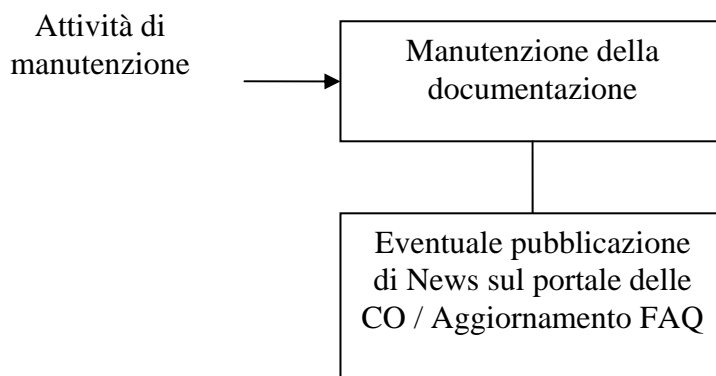 Attività di
manutenzione
Manutenzione della
documentazione
Eventuale pubblicazione
di News sul portale delle
CO / Aggiornamento FAQ